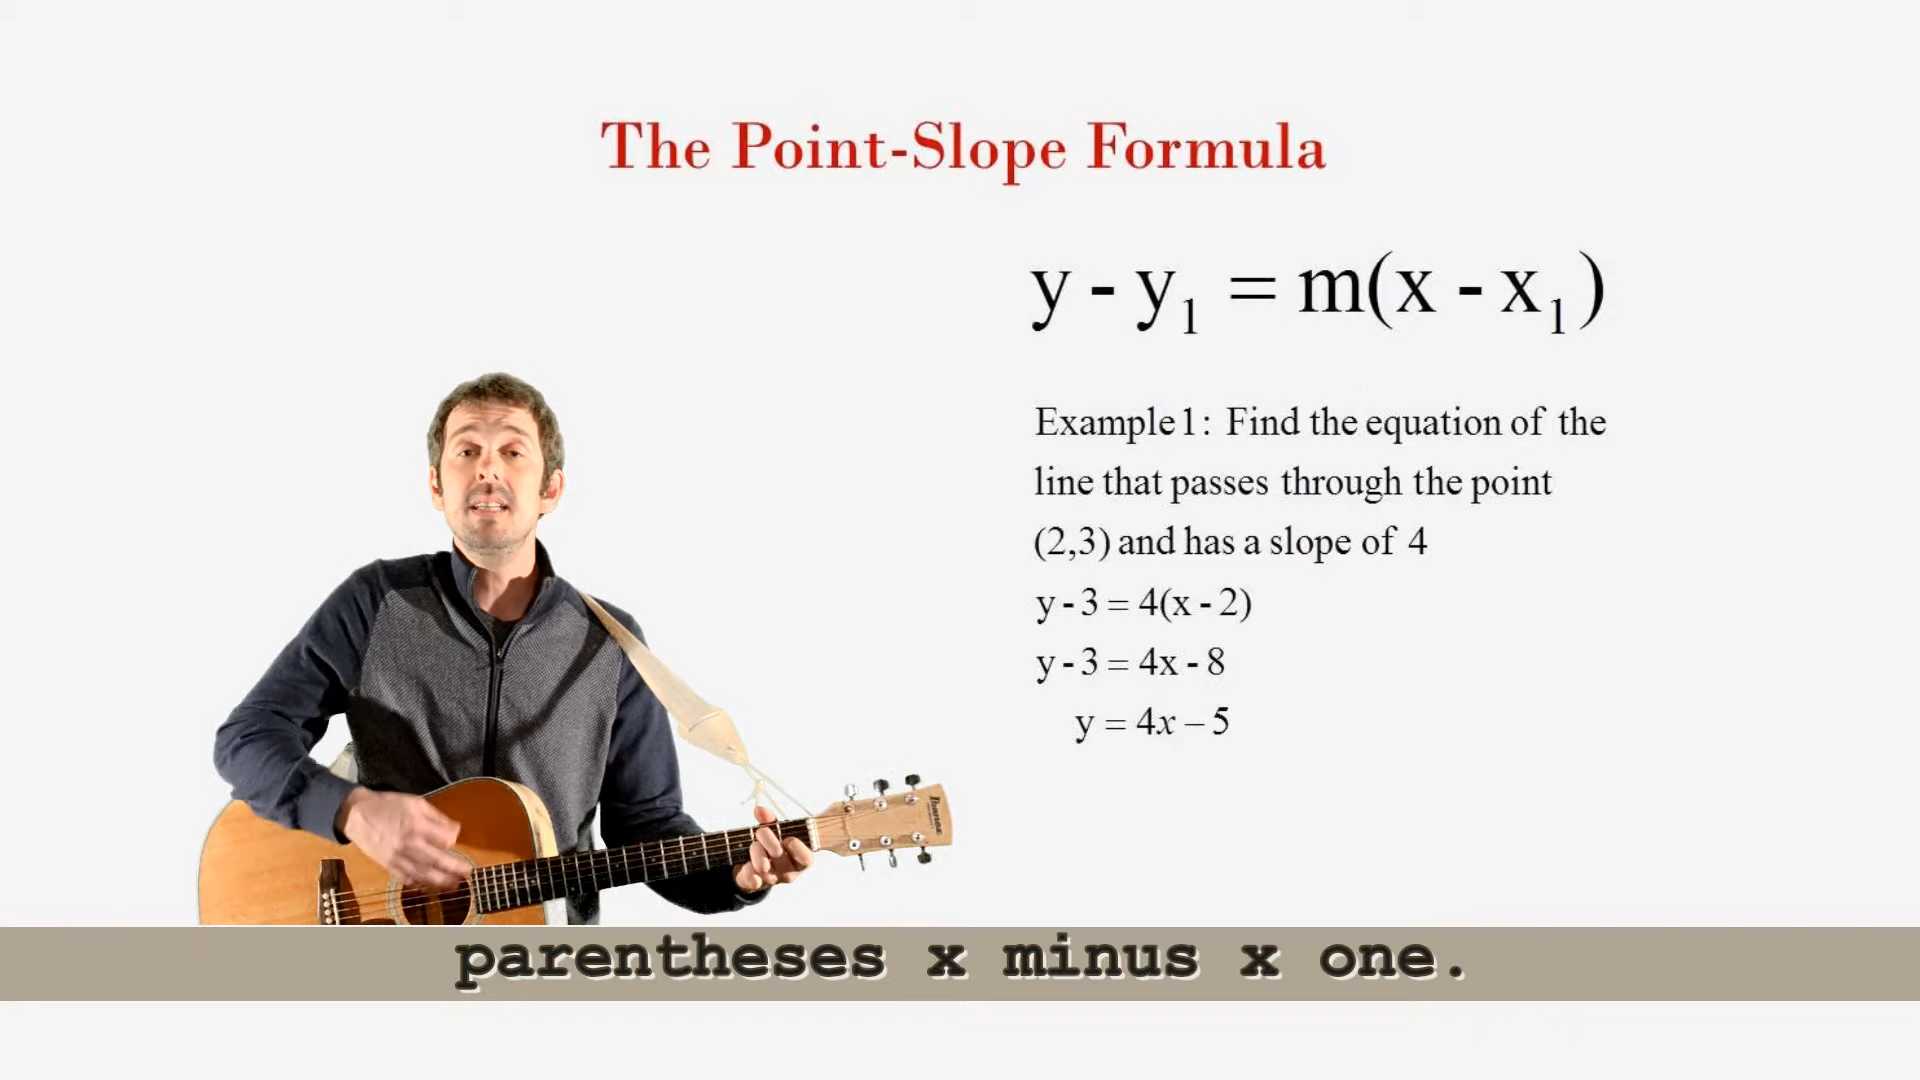 The Point-Slope Formula
y - y₁ = m(x - x₁)
Example 1: Find the equation of the
line that passes through the point
(2,3) and has a slope of 4
y - 3 = 4(x - 2)
y - 3 = 4x - 8
y = 4x – 5
Ibanez
parentheses x minus x one.